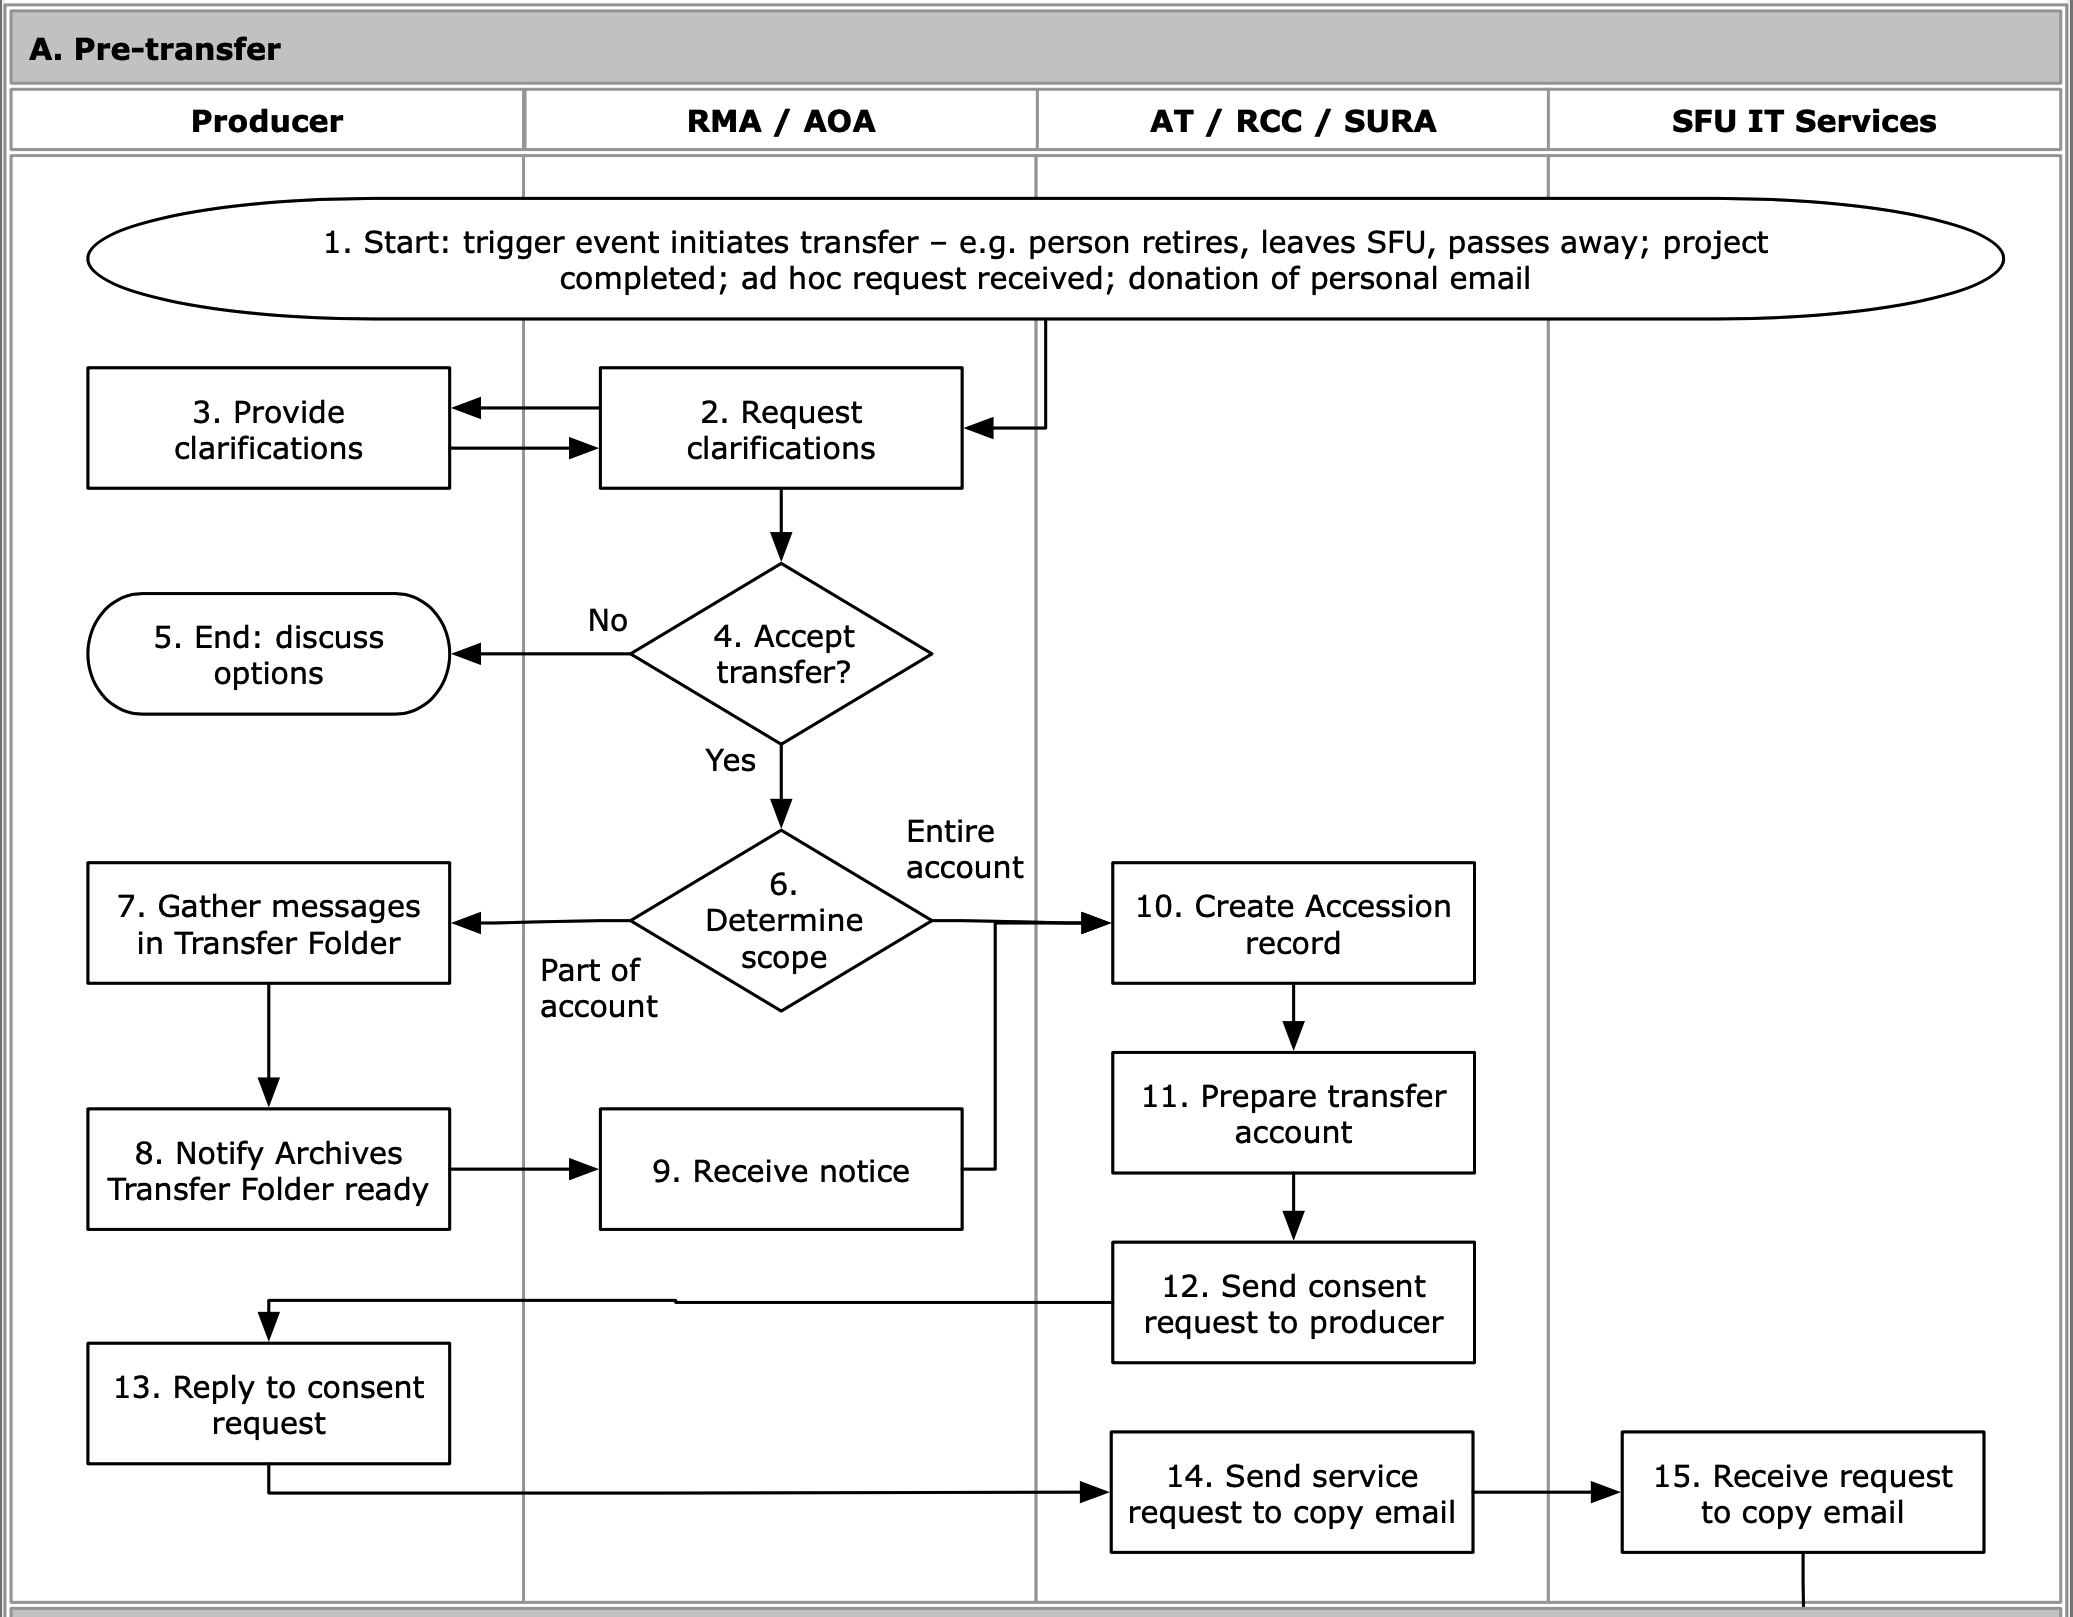 A. Pre-transfer
Producer
RMA / AOA
AT / RCC / SURA
SFU IT Services
1. Start: trigger event initiates transfer – e.g. person retires, leaves SFU, passes away; project
completed; ad hoc request received; donation of personal email
3. Provide
clarifications
2. Request
clarifications
No
4. Accept
transfer?
5. End: discuss
options
Yes
Entire
account
6.
Determine
scope
7. Gather messages
in Transfer Folder
10. Create Accession
record
Part of
account
11. Prepare transfer
account
8. Notify Archives
Transfer Folder ready
9. Receive notice
12. Send consent
request to producer
13. Reply to consent
request
14. Send service
request to copy email
15. Receive request
to copy email